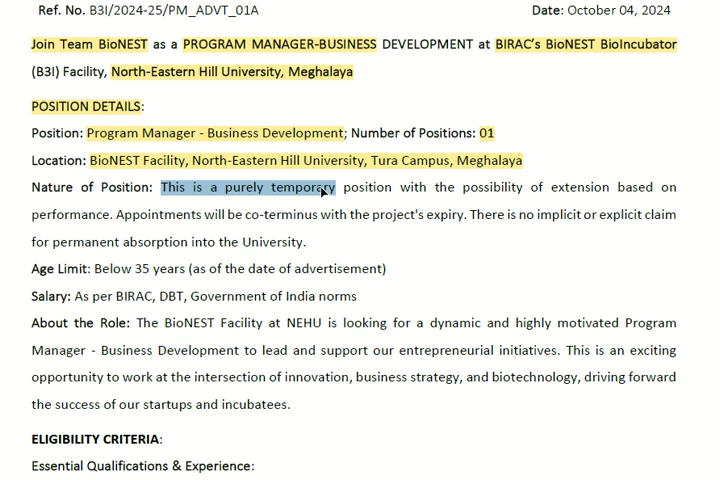 Ref. No. B3I/2024-25/PM_ADVT_01A Date: October 04, 2024
Join Team BioNEST as a PROGRAM MANAGER-BUSINESS DEVELOPMENT at BIRAC's BioNEST BioIncubator
(B3I) Facility, North-Eastern Hill University, Meghalaya
POSITION DETAILS:
Position: Program Manager - Business Development; Number of Positions: 01
Location: BioNEST Facility, North-Eastern Hill University, Tura Campus, Meghalaya
Nature of Position: This is a purely temporary position with the possibility of extension based on
performance. Appointments will be co-terminus with the project's expiry. There is no implicit or explicit claim
for permanent absorption into the University.
Age Limit: Below 35 years (as of the date of advertisement)
Salary: As per BIRAC, DBT, Government of India norms
About the Role: The BioNEST Facility at NEHU is looking for a dynamic and highly motivated Program
Manager - Business Development to lead and support our entrepreneurial initiatives. This is an exciting
opportunity to work at the intersection of innovation, business strategy, and biotechnology, driving forward
the success of our startups and incubatees.
ELIGIBILITY CRITERIA:
Essential Qualifications & Experience: